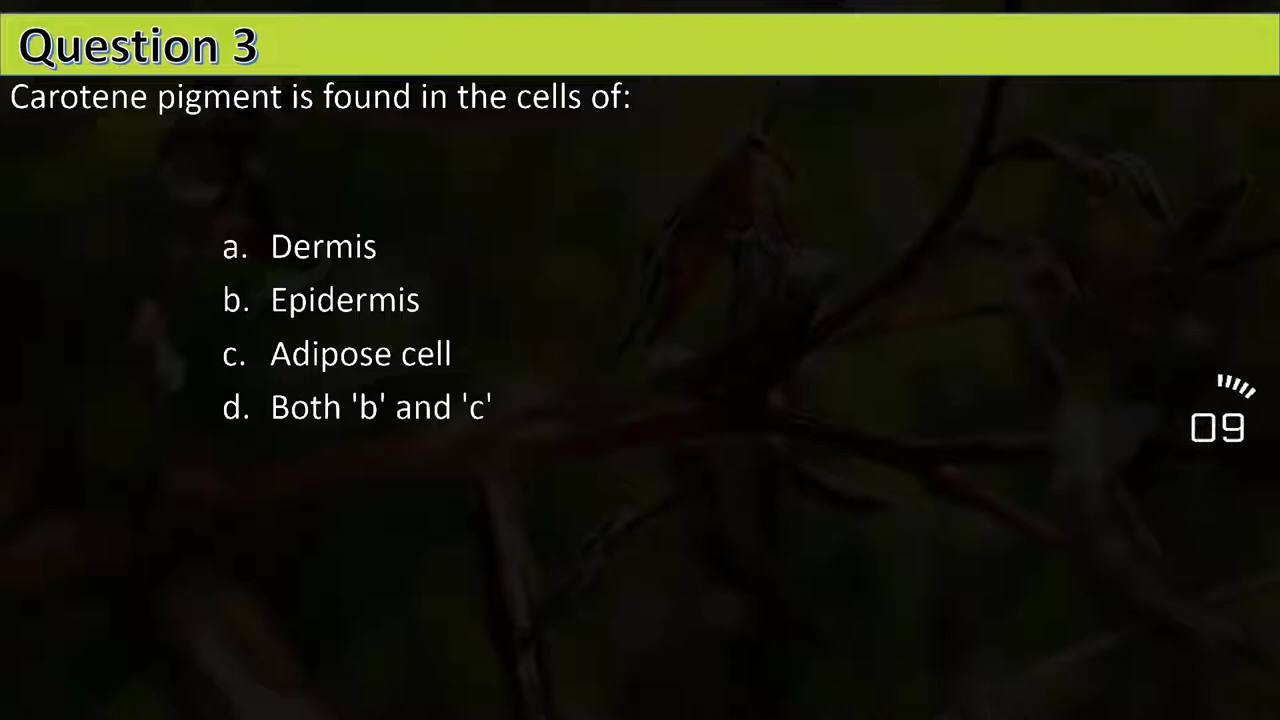 Question 3
Carotene pigment is found in the cells of:
a. Dermis
b. Epidermis
c. Adipose cell
d. Both 'b' and 'c'
09